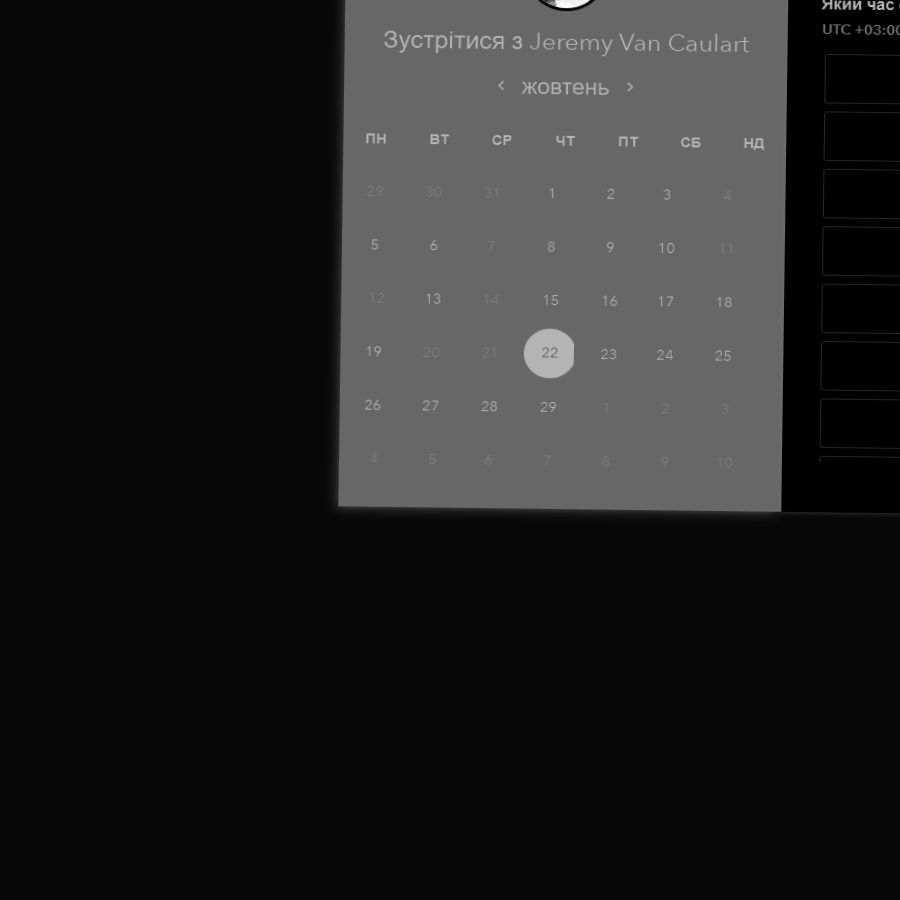 Який час
UTC +03:00
Зустрітися з Jeremy Van Caulart
‹ жовтень ›
ПН ВТ СР ЧТ ПТ СБ НД
29 30 31 1 2 3 4
5 6 7 8 9 10 11
12 13 14 15 16 17 18
19 20 21 22 23 24 25
26 27 28 29 1 2 3
4 5 6 7 8 9 10